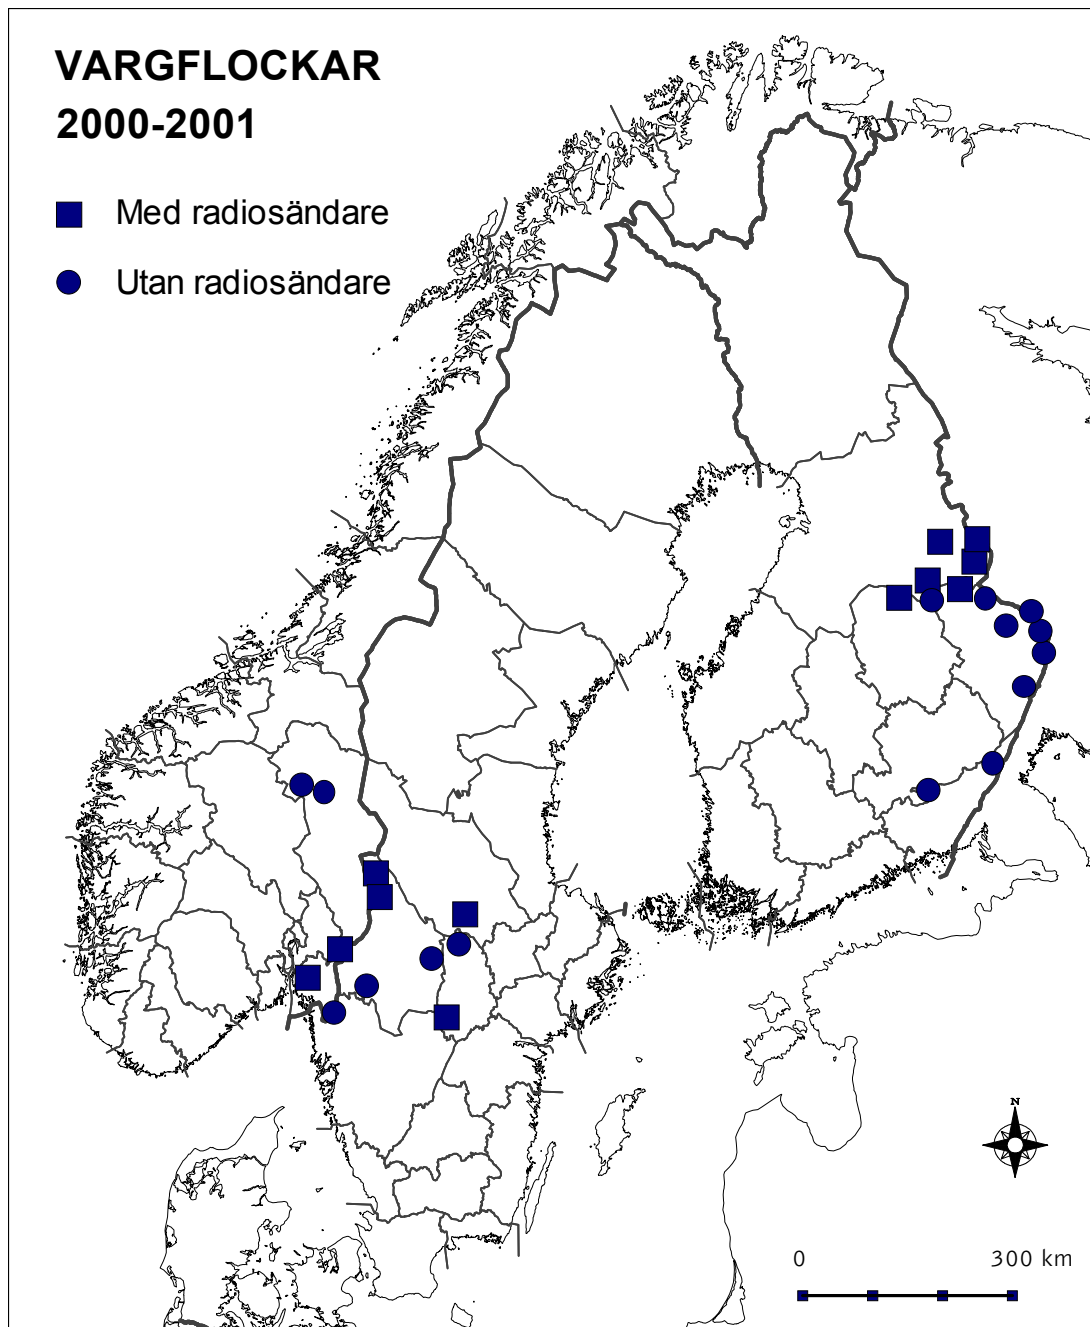 VARGFLOCKAR
2000-2001
Med radiosändare
Utan radiosändare
N
0 300 km